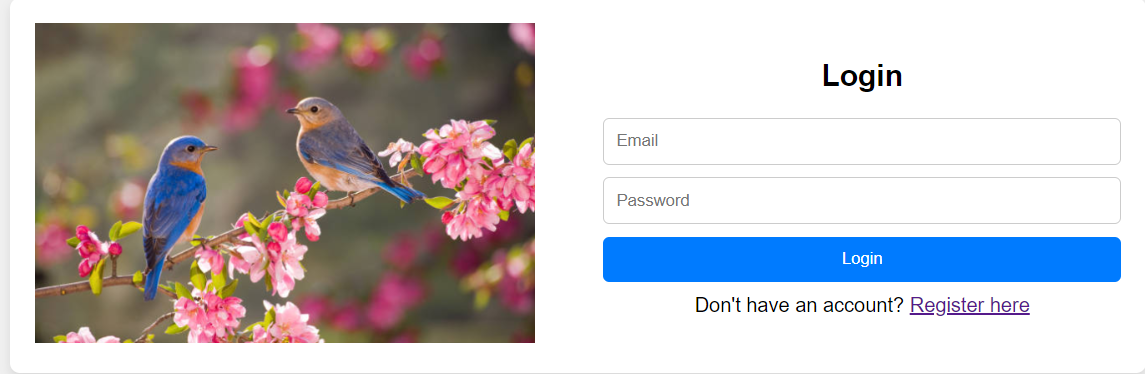 Login
Email
Password
Login
Don't have an account? Register here